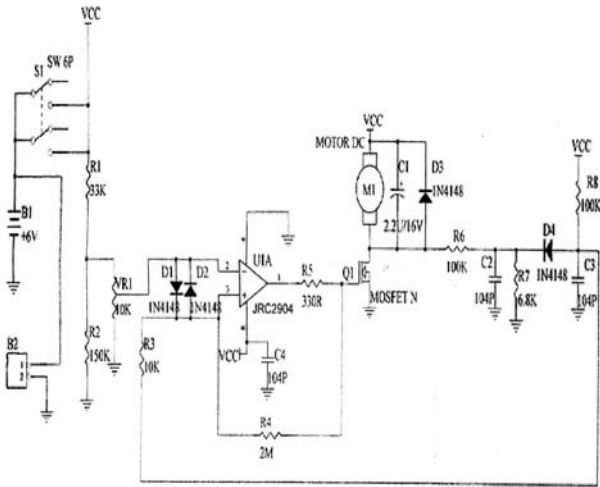 VCC
SW 6P
S1
R1
33K
B1
+6V
VR1
10K
R2
150K
B2
1
2
D1
D2
1N4148
1N4148
R3
10K
U1A
2
3
1
JRC2904
VCC
C4
104P
R5
330R
R4
2M
VCC
MOTOR DC
M1
C1
2.2U/16V
D3
1N4148
Q1
G
MOSFET N
R6
100K
C2
104P
R7
6.8K
D4
1N4148
VCC
R8
100K
C3
104P